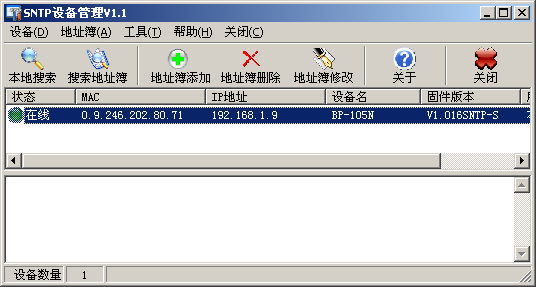 SNTP设备管理V1.1
设备(D) 地址簿(A) 工具(T) 帮助(H) 关闭(C)
本地搜索 搜索地址簿 地址簿添加 地址簿删除 地址簿修改 关于 关闭
状态 MAC IP地址 设备名 固件版本
在线 0.9.246.202.80.71 192.168.1.9 BP-105N V1.016SNTP-S
设备数量 1